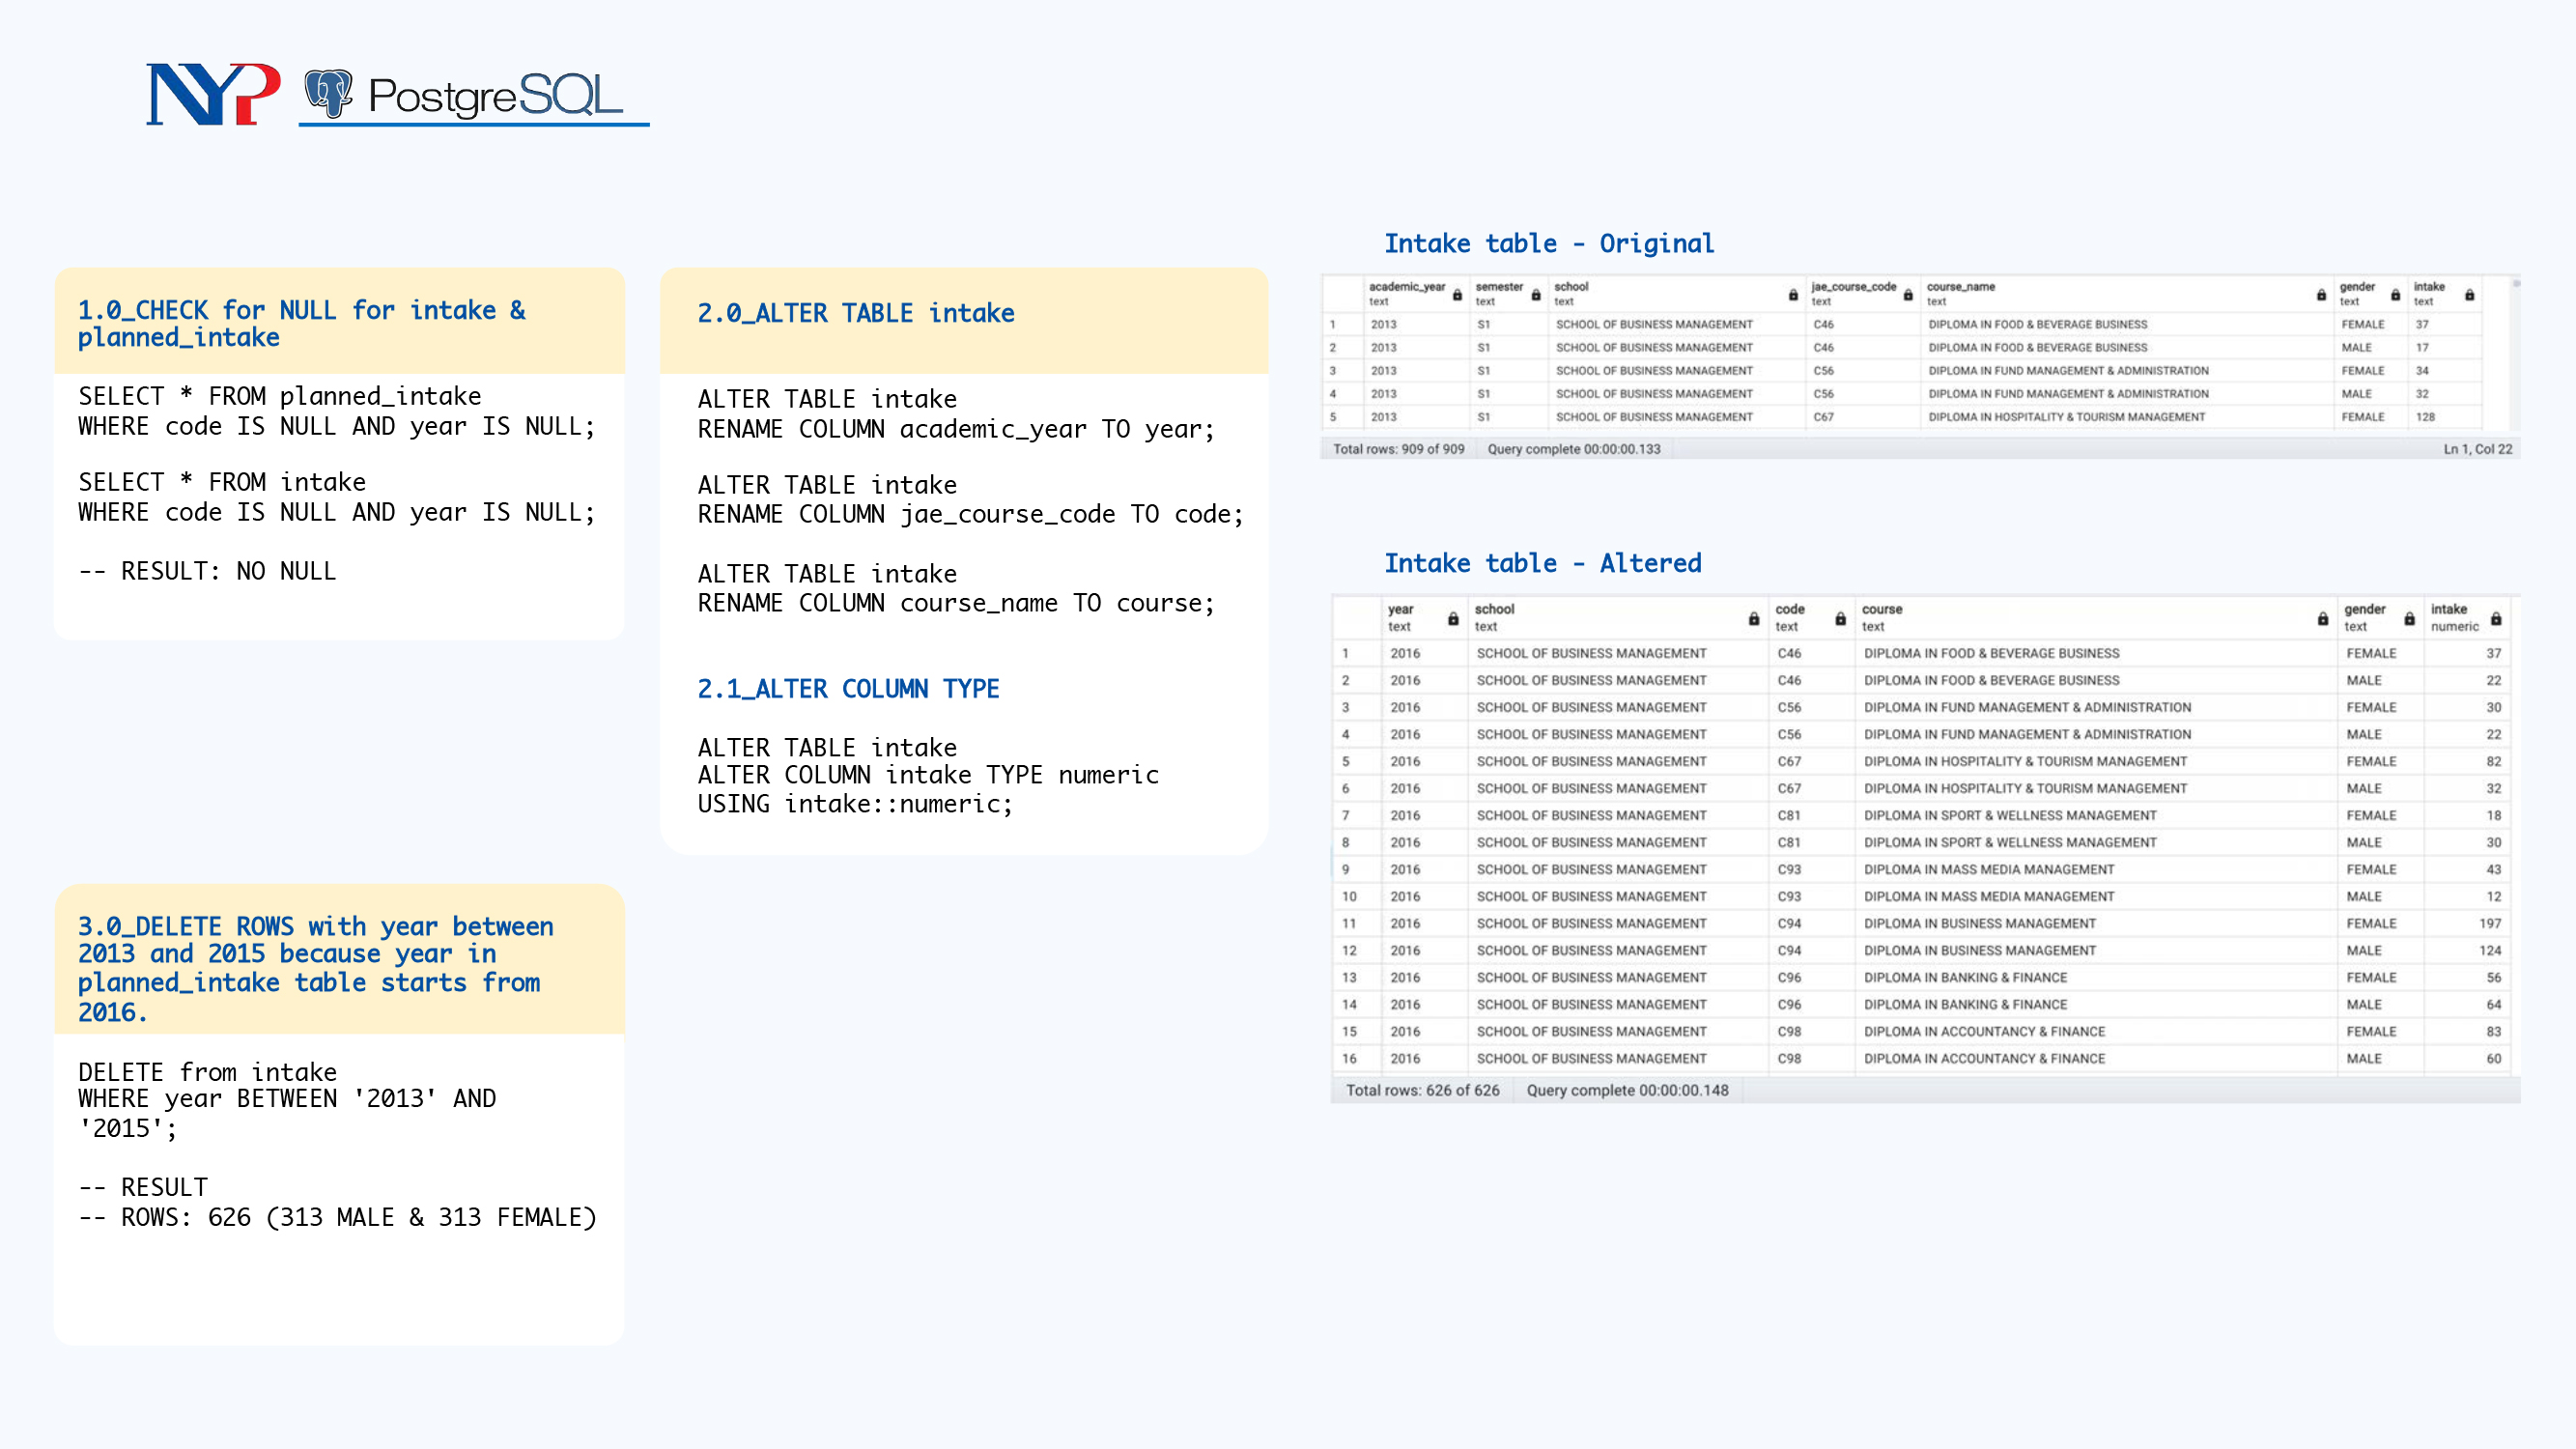 NYP PostgreSQL
1.0_CHECK for NULL for intake &
planned_intake
SELECT * FROM planned_intake
WHERE code IS NULL AND year IS NULL;
SELECT * FROM intake
WHERE code IS NULL AND year IS NULL;
-- RESULT: NO NULL
2.0_ALTER TABLE intake
ALTER TABLE intake
RENAME COLUMN academic_year TO year;
ALTER TABLE intake
RENAME COLUMN jae_course_code TO code;
ALTER TABLE intake
RENAME COLUMN course_name TO course;
2.1_ALTER COLUMN TYPE
ALTER TABLE intake
ALTER COLUMN intake TYPE numeric
USING intake::numeric;
3.0_DELETE ROWS with year between
2013 and 2015 because year in
planned_intake table starts from
2016.
DELETE from intake
WHERE year BETWEEN '2013' AND
'2015';
-- RESULT
-- ROWS: 626 (313 MALE & 313 FEMALE)
Intake table - Original
academic_year semester school jae_course_code course_name gender intake
text text text text text text text
1 2013 S1 SCHOOL OF BUSINESS MANAGEMENT C46 DIPLOMA IN FOOD & BEVERAGE BUSINESS FEMALE 37
2 2013 S1 SCHOOL OF BUSINESS MANAGEMENT C46 DIPLOMA IN FOOD & BEVERAGE BUSINESS MALE 17
3 2013 S1 SCHOOL OF BUSINESS MANAGEMENT C56 DIPLOMA IN FUND MANAGEMENT & ADMINISTRATION FEMALE 34
4 2013 S1 SCHOOL OF BUSINESS MANAGEMENT C56 DIPLOMA IN FUND MANAGEMENT & ADMINISTRATION MALE 32
5 2013 S1 SCHOOL OF BUSINESS MANAGEMENT C67 DIPLOMA IN HOSPITALITY & TOURISM MANAGEMENT FEMALE 128
Total rows: 909 of 909 Query complete 00:00:00.133 Ln 1, Col 22
Intake table - Altered
year school code course gender intake
text text text text text numeric
1 2016 SCHOOL OF BUSINESS MANAGEMENT C46 DIPLOMA IN FOOD & BEVERAGE BUSINESS FEMALE 37
2 2016 SCHOOL OF BUSINESS MANAGEMENT C46 DIPLOMA IN FOOD & BEVERAGE BUSINESS MALE 22
3 2016 SCHOOL OF BUSINESS MANAGEMENT C56 DIPLOMA IN FUND MANAGEMENT & ADMINISTRATION FEMALE 30
4 2016 SCHOOL OF BUSINESS MANAGEMENT C56 DIPLOMA IN FUND MANAGEMENT & ADMINISTRATION MALE 22
5 2016 SCHOOL OF BUSINESS MANAGEMENT C67 DIPLOMA IN HOSPITALITY & TOURISM MANAGEMENT FEMALE 82
6 2016 SCHOOL OF BUSINESS MANAGEMENT C67 DIPLOMA IN HOSPITALITY & TOURISM MANAGEMENT MALE 32
7 2016 SCHOOL OF BUSINESS MANAGEMENT C81 DIPLOMA IN SPORT & WELLNESS MANAGEMENT FEMALE 18
8 2016 SCHOOL OF BUSINESS MANAGEMENT C81 DIPLOMA IN SPORT & WELLNESS MANAGEMENT MALE 30
9 2016 SCHOOL OF BUSINESS MANAGEMENT C93 DIPLOMA IN MASS MEDIA MANAGEMENT FEMALE 43
10 2016 SCHOOL OF BUSINESS MANAGEMENT C93 DIPLOMA IN MASS MEDIA MANAGEMENT MALE 12
11 2016 SCHOOL OF BUSINESS MANAGEMENT C94 DIPLOMA IN BUSINESS MANAGEMENT FEMALE 197
12 2016 SCHOOL OF BUSINESS MANAGEMENT C94 DIPLOMA IN BUSINESS MANAGEMENT MALE 124
13 2016 SCHOOL OF BUSINESS MANAGEMENT C96 DIPLOMA IN BANKING & FINANCE FEMALE 56
14 2016 SCHOOL OF BUSINESS MANAGEMENT C96 DIPLOMA IN BANKING & FINANCE MALE 64
15 2016 SCHOOL OF BUSINESS MANAGEMENT C98 DIPLOMA IN ACCOUNTANCY & FINANCE FEMALE 83
16 2016 SCHOOL OF BUSINESS MANAGEMENT C98 DIPLOMA IN ACCOUNTANCY & FINANCE MALE 60
Total rows: 626 of 626 Query complete 00:00:00.148